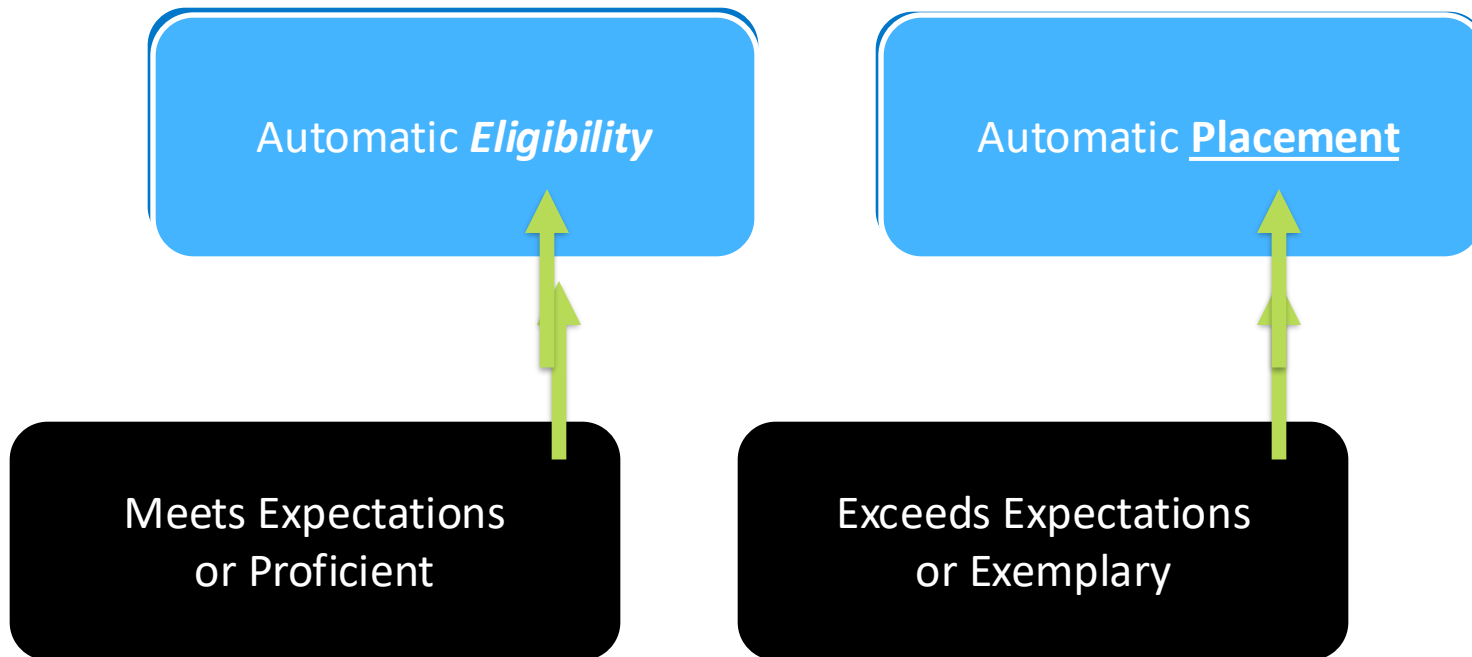 Automatic Eligibility
Automatic Placement
Meets Expectations
or Proficient
Exceeds Expectations
or Exemplary